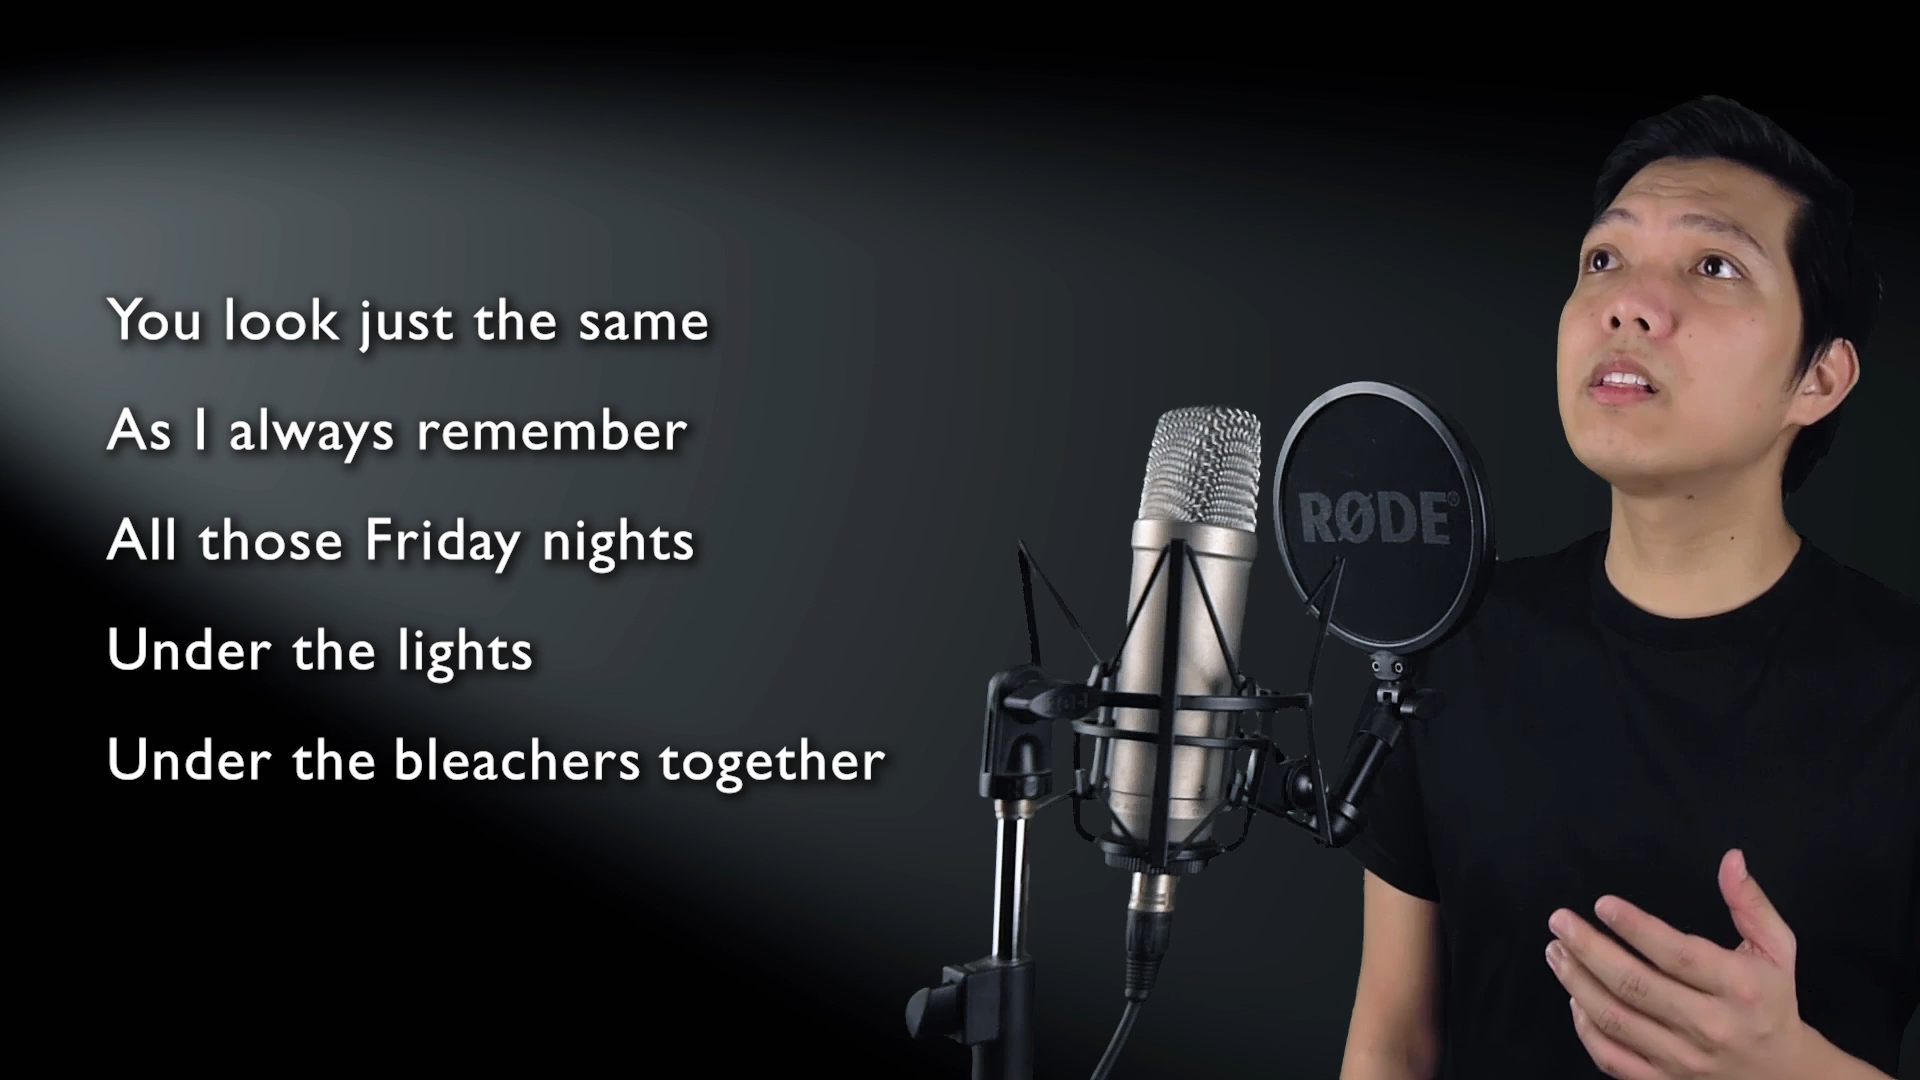 You look just the same
As I always remember
All those Friday nights
Under the lights
Under the bleachers together
RØDE®